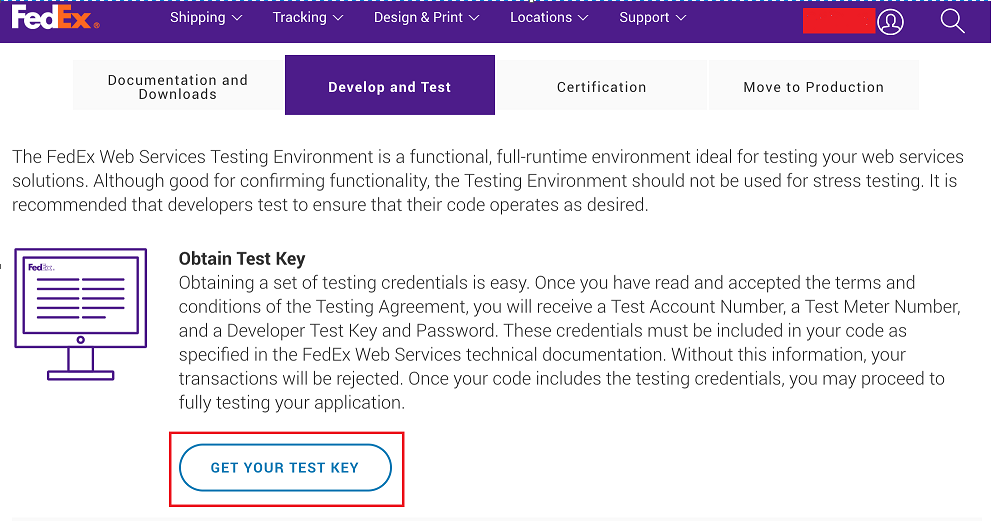 FedEx® Shipping Tracking Design & Print Locations Support
Documentation and
Downloads
Develop and Test
Certification
Move to Production
The FedEx Web Services Testing Environment is a functional, full-runtime environment ideal for testing your web services
solutions. Although good for confirming functionality, the Testing Environment should not be used for stress testing. It is
recommended that developers test to ensure that their code operates as desired.
FedEx.
Obtain Test Key
Obtaining a set of testing credentials is easy. Once you have read and accepted the terms and
conditions of the Testing Agreement, you will receive a Test Account Number, a Test Meter Number,
and a Developer Test Key and Password. These credentials must be included in your code as
specified in the FedEx Web Services technical documentation. Without this information, your
transactions will be rejected. Once your code includes the testing credentials, you may proceed to
fully testing your application.
GET YOUR TEST KEY